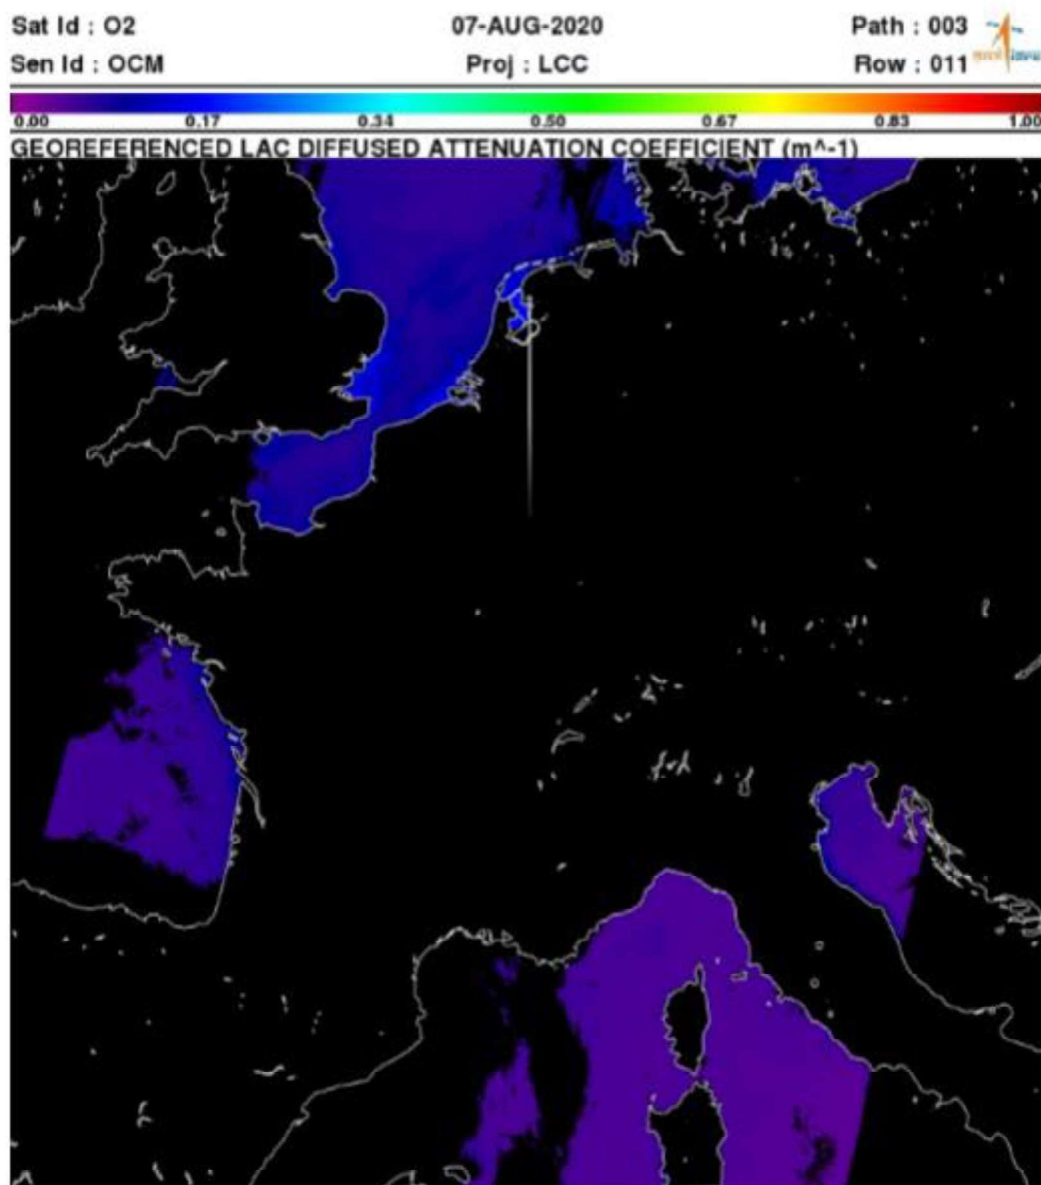 Sat Id : O2 07-AUG-2020 Path : 003
Sen Id : OCM Proj : LCC Row : 011
0.00 0.17 0.34 0.50 0.67 0.83 1.00
GEOREFERENCED LAC DIFFUSED ATTENUATION COEFFICIENT (m^-1)